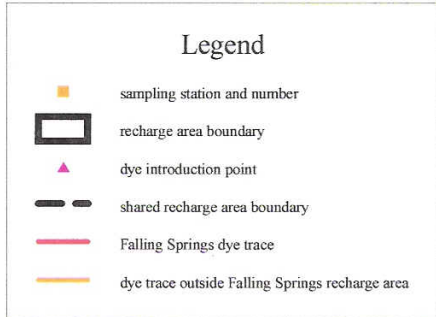 Legend
sampling station and number
recharge area boundary
dye introduction point
shared recharge area boundary
Falling Springs dye trace
dye trace outside Falling Springs recharge area